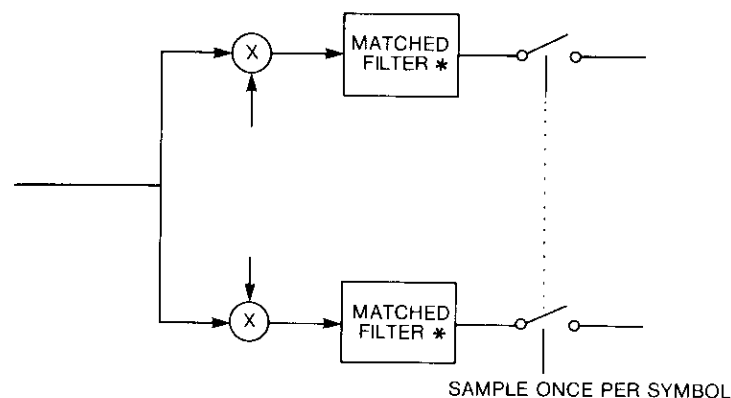 X
MATCHED
FILTER *
X
MATCHED
FILTER *
SAMPLE ONCE PER SYMBOL